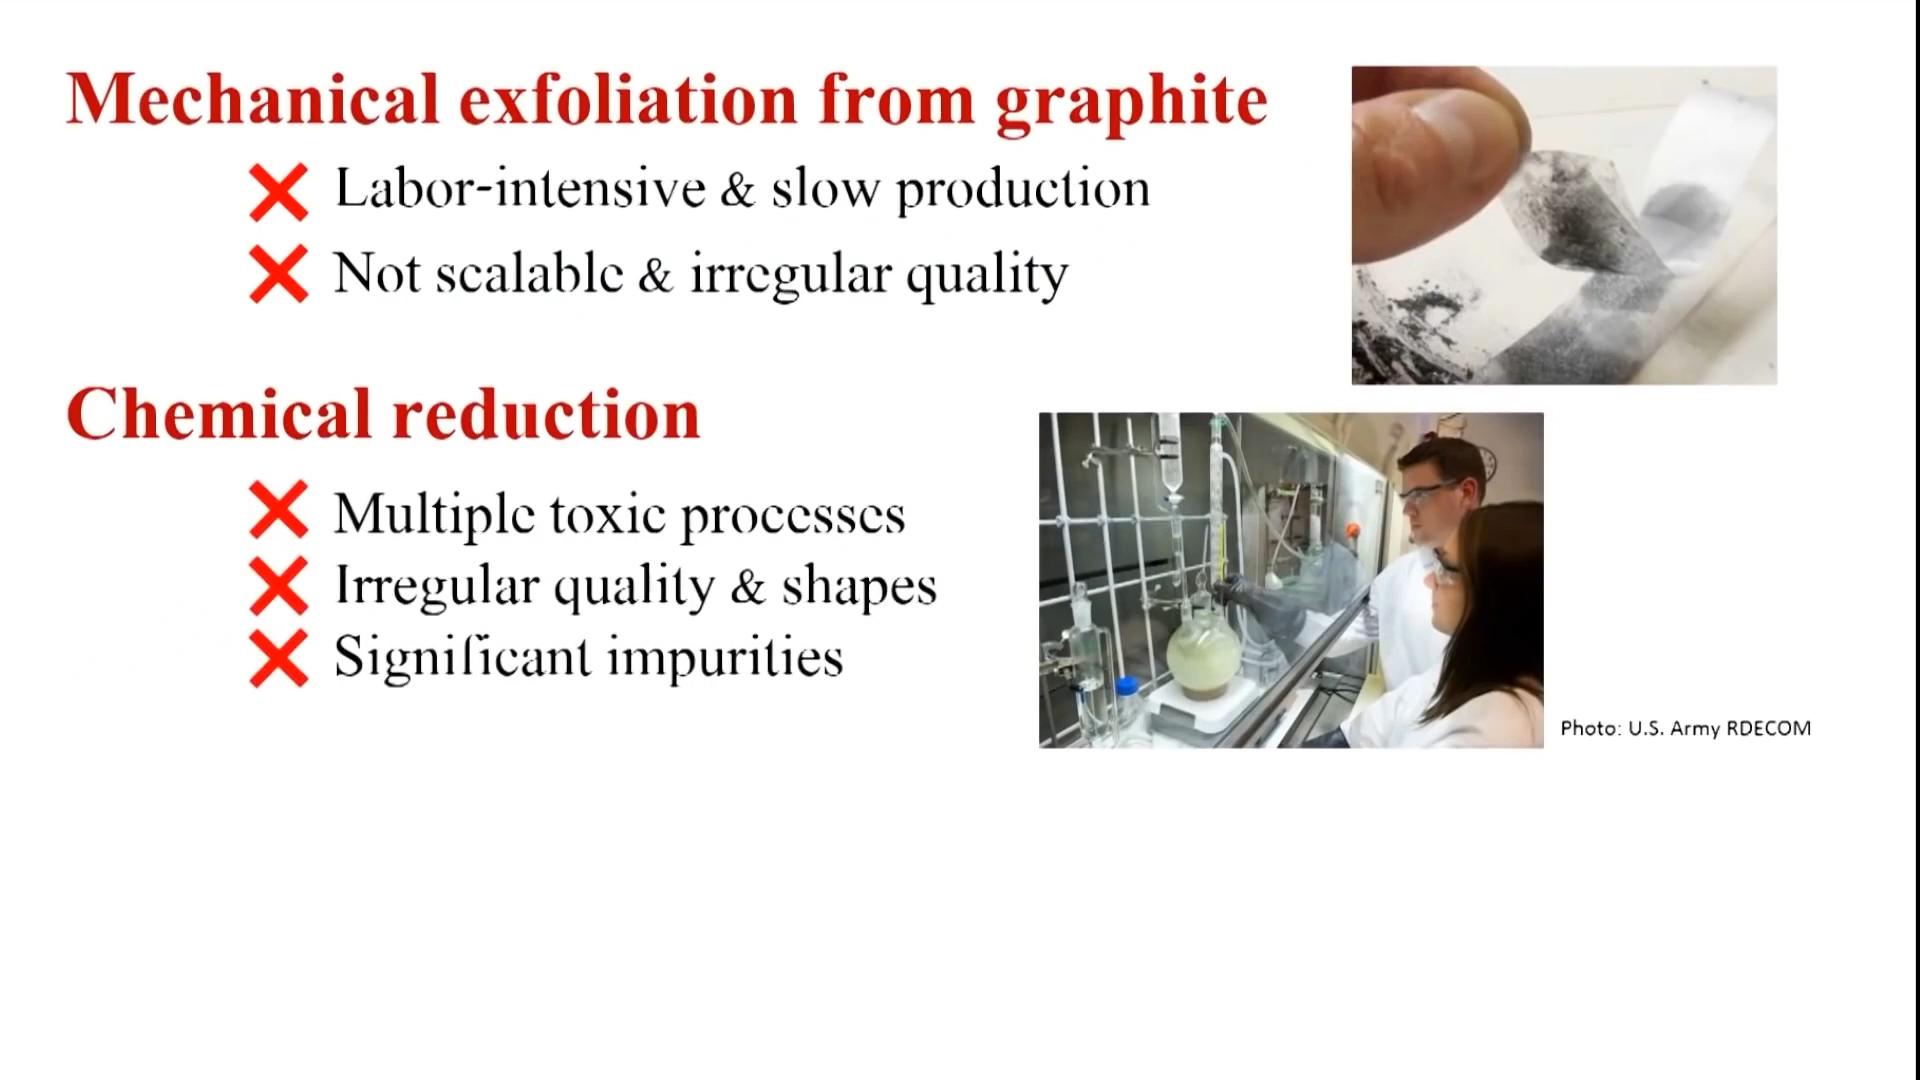 Mechanical exfoliation from graphite
Labor-intensive & slow production
Not scalable & irregular quality
Chemical reduction
Multiple toxic processes
Irregular quality & shapes
Significant impurities
Photo: U.S. Army RDECOM